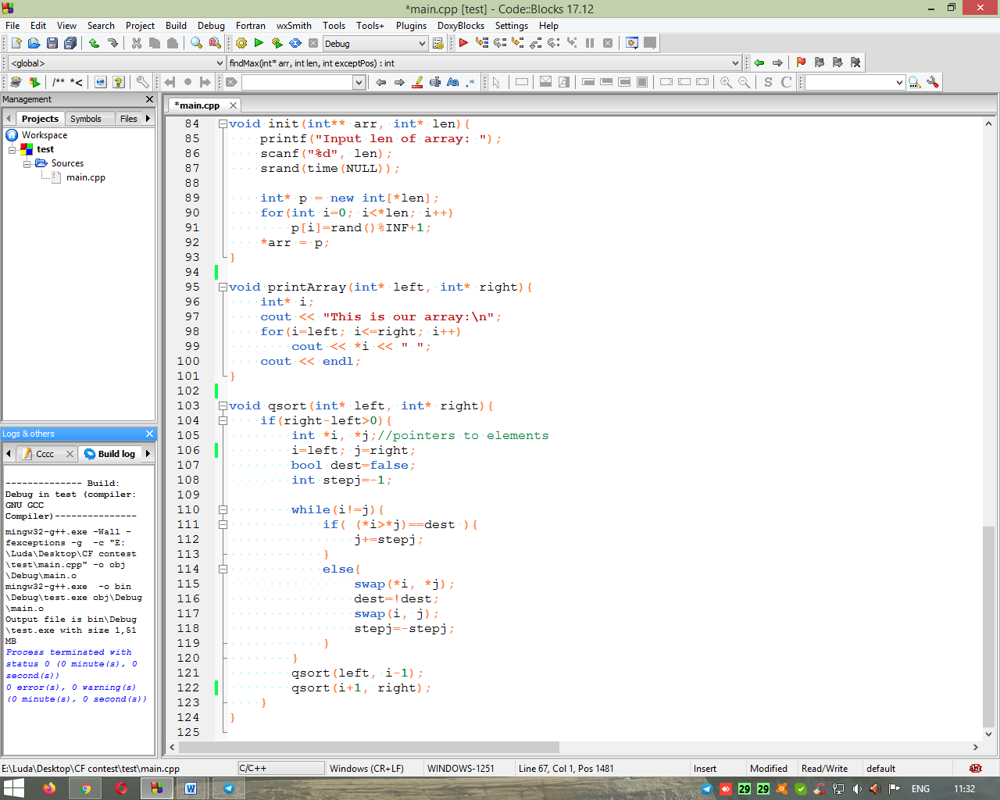 *main.cpp [test] - Code::Blocks 17.12
File Edit View Search Project Build Debug Fortran wxSmith Tools Tools+ Plugins DoxyBlocks Settings Help
Debug
<global> findMax(int* arr, int len, int exceptPos) : int
/** *<
Aa .*
S C
Management
*main.cpp
Projects Symbols Files
Workspace
test
Sources
main.cpp
84 void init(int** arr, int* len){
85 printf("Input len of array: ");
86 scanf("%d", len);
87 srand(time(NULL));
88
89 int* p = new int[*len];
90 for(int i=0; i<*len; i++)
91 p[i]=rand()%INF+1;
92 *arr = p;
93 }
94
95 void printArray(int* left, int* right){
96 int* i;
97 cout << "This is our array:\n";
98 for(i=left; i<=right; i++)
99 cout << *i << " ";
100 cout << endl;
101 }
102
103 void qsort(int* left, int* right){
104 if(right-left>0){
105 int *i, *j;//pointers to elements
106 i=left; j=right;
107 bool dest=false;
108 int stepj=-1;
109
110 while(i!=j){
111 if( (*i>*j)==dest ){
112 j+=stepj;
113 }
114 else{
115 swap(*i, *j);
116 dest=!dest;
117 swap(i, j);
118 stepj=-stepj;
119 }
120 }
121 qsort(left, i-1);
122 qsort(i+1, right);
123 }
124 }
125
Logs & others
Cccc Build log
-------------- Build:
Debug in test (compiler:
GNU GCC
Compiler)---------------
mingw32-g++.exe -Wall -
fexceptions -g -c "E:
\Luda\Desktop\CF contest
\test\main.cpp" -o obj
\Debug\main.o
mingw32-g++.exe -o bin
\Debug\test.exe obj\Debug
\main.o
Output file is bin\Debug
\test.exe with size 1,51
MB
Process terminated with
status 0 (0 minute(s), 0
second(s))
0 error(s), 0 warning(s)
(0 minute(s), 0 second(s))
E:\Luda\Desktop\CF contest\test\main.cpp C/C++ Windows (CR+LF) WINDOWS-1251 Line 67, Col 1, Pos 1481 Insert Modified Read/Write default
29 29 ENG 11:32